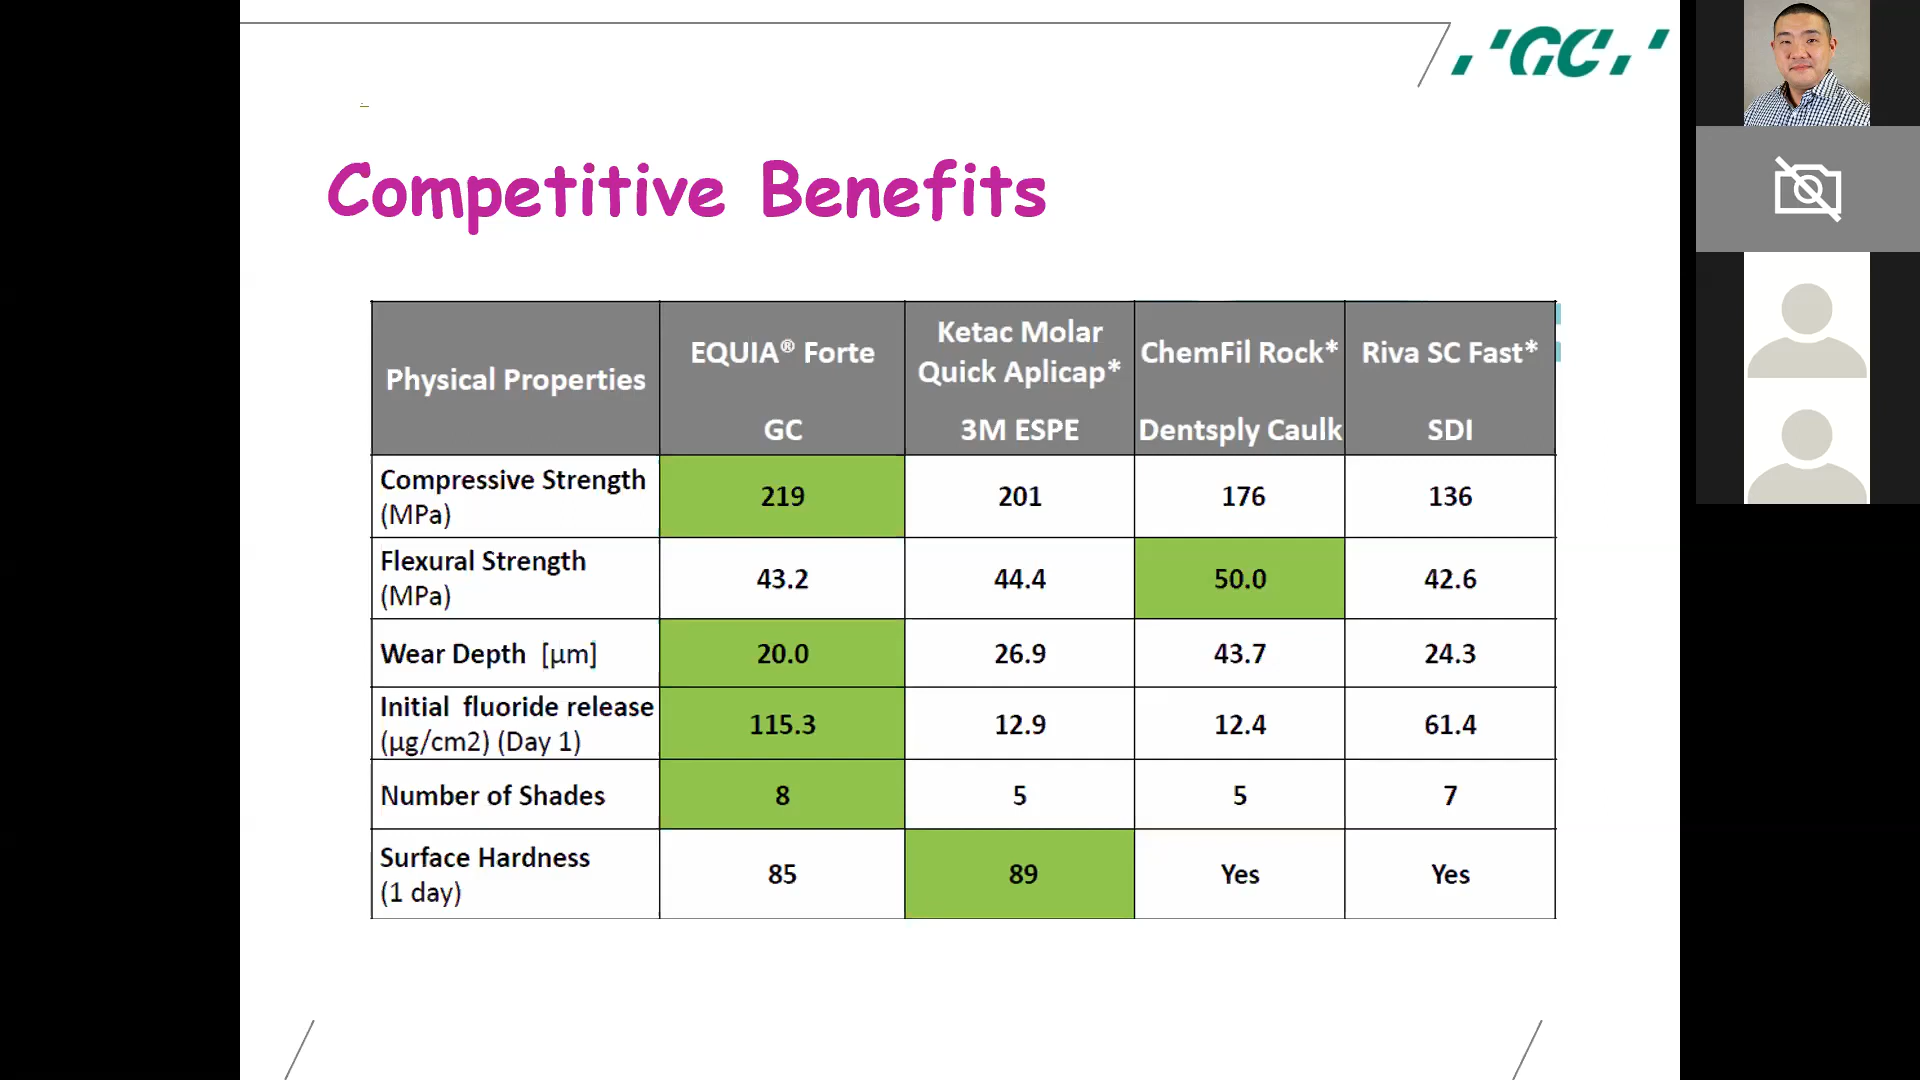 GC
Competitive Benefits
Physical Properties
EQUIA® Forte
GC
Ketac Molar
Quick Aplicap*
3M ESPE
ChemFil Rock*
Dentsply Caulk
Riva SC Fast*
SDI
Compressive Strength
(MPa)
219
201
176
136
Flexural Strength
(MPa)
43.2
44.4
50.0
42.6
Wear Depth [µm]
20.0
26.9
43.7
24.3
Initial fluoride release
(µg/cm2) (Day 1)
115.3
12.9
12.4
61.4
Number of Shades
8
5
5
7
Surface Hardness
(1 day)
85
89
Yes
Yes